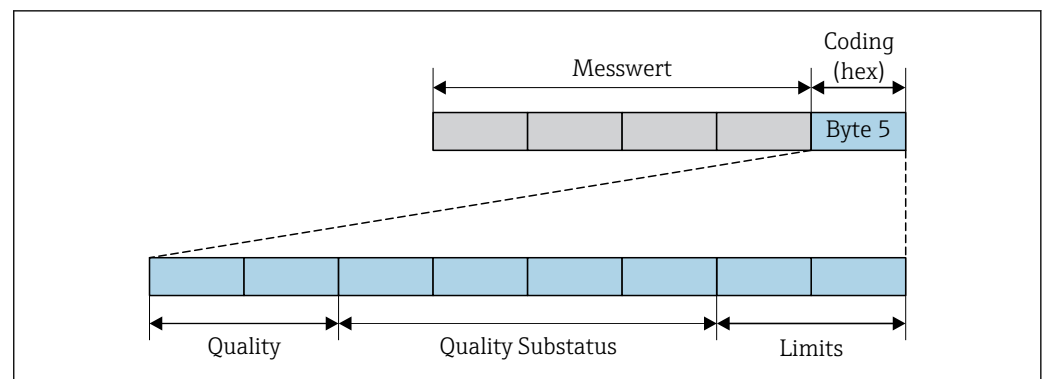 Coding
(hex)
Messwert
Byte 5
Quality
Quality Substatus
Limits